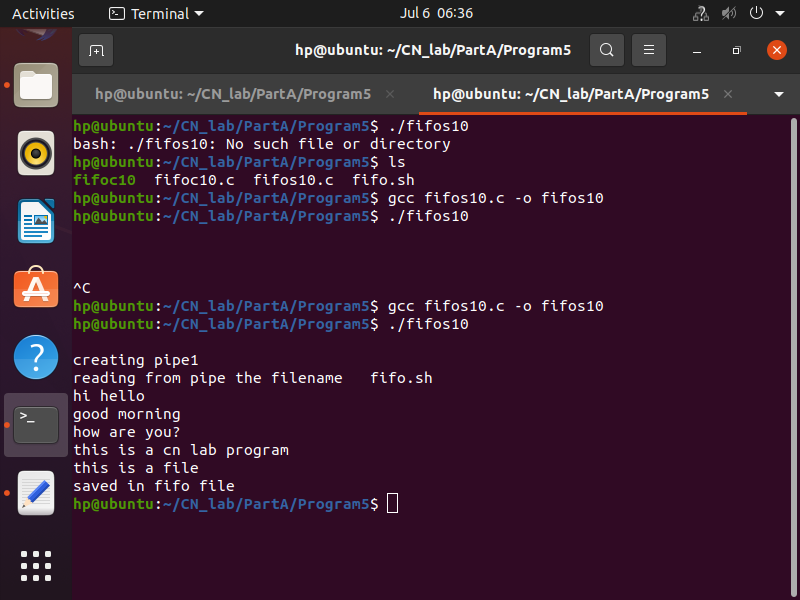 Activities Terminal Jul 6 06:36
hp@ubuntu: ~/CN_lab/PartA/Program5
hp@ubuntu: ~/CN_lab/PartA/Program5 hp@ubuntu: ~/CN_lab/PartA/Program5
hp@ubuntu:~/CN_lab/PartA/Program5$ ./fifos10
bash: ./fifos10: No such file or directory
hp@ubuntu:~/CN_lab/PartA/Program5$ ls
fifoc10  fifoc10.c  fifos10.c  fifo.sh
hp@ubuntu:~/CN_lab/PartA/Program5$ gcc fifos10.c -o fifos10
hp@ubuntu:~/CN_lab/PartA/Program5$ ./fifos10
^C
hp@ubuntu:~/CN_lab/PartA/Program5$ gcc fifos10.c -o fifos10
hp@ubuntu:~/CN_lab/PartA/Program5$ ./fifos10
creating pipe1
reading from pipe the filename   fifo.sh
hi hello
good morning
how are you?
this is a cn lab program
this is a file
saved in fifo file
hp@ubuntu:~/CN_lab/PartA/Program5$